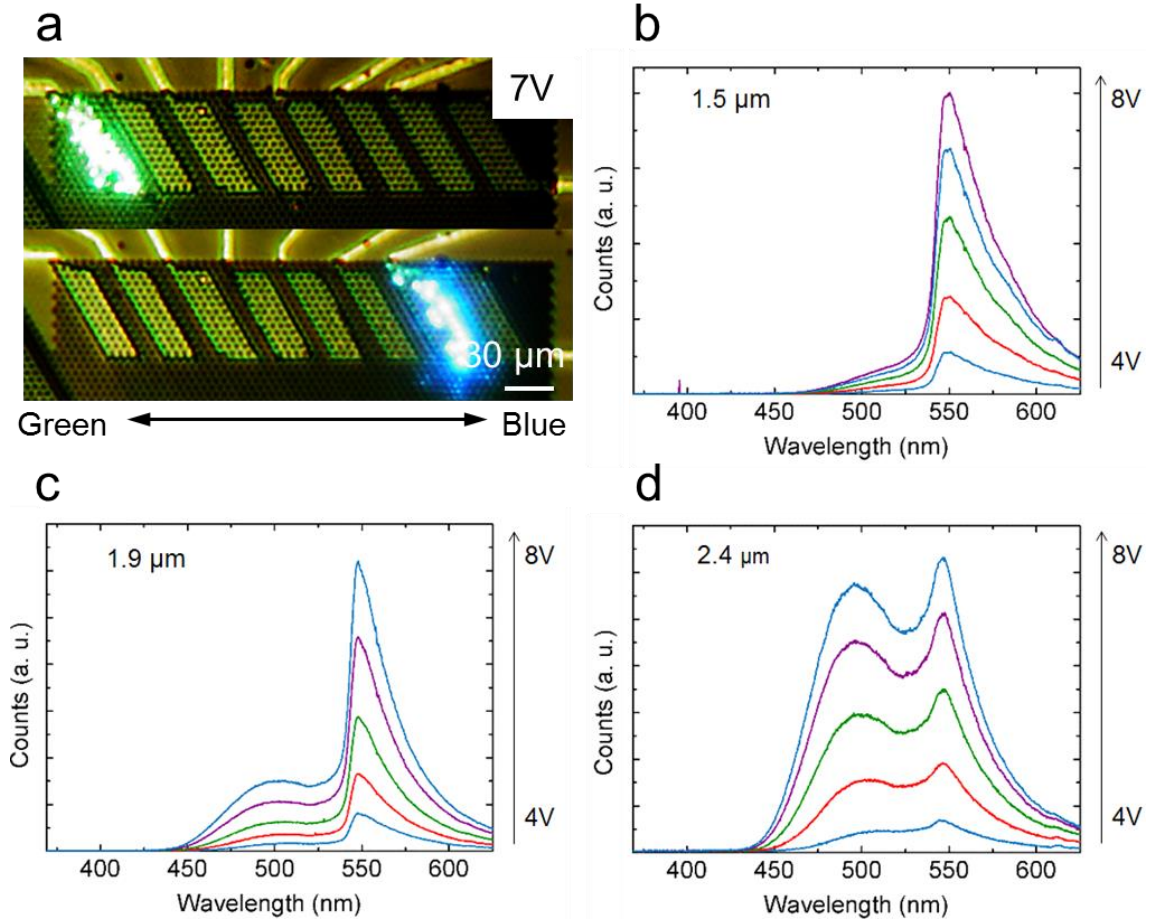 a
7V
30 µm
Green
Blue
b
1.5 µm
8V
4V
Counts (a. u.)
400 450 500 550 600
Wavelength (nm)
c
1.9 µm
8V
4V
Counts (a. u.)
400 450 500 550 600
Wavelength (nm)
d
2.4 µm
8V
4V
Counts (a. u.)
400 450 500 550 600
Wavelength (nm)